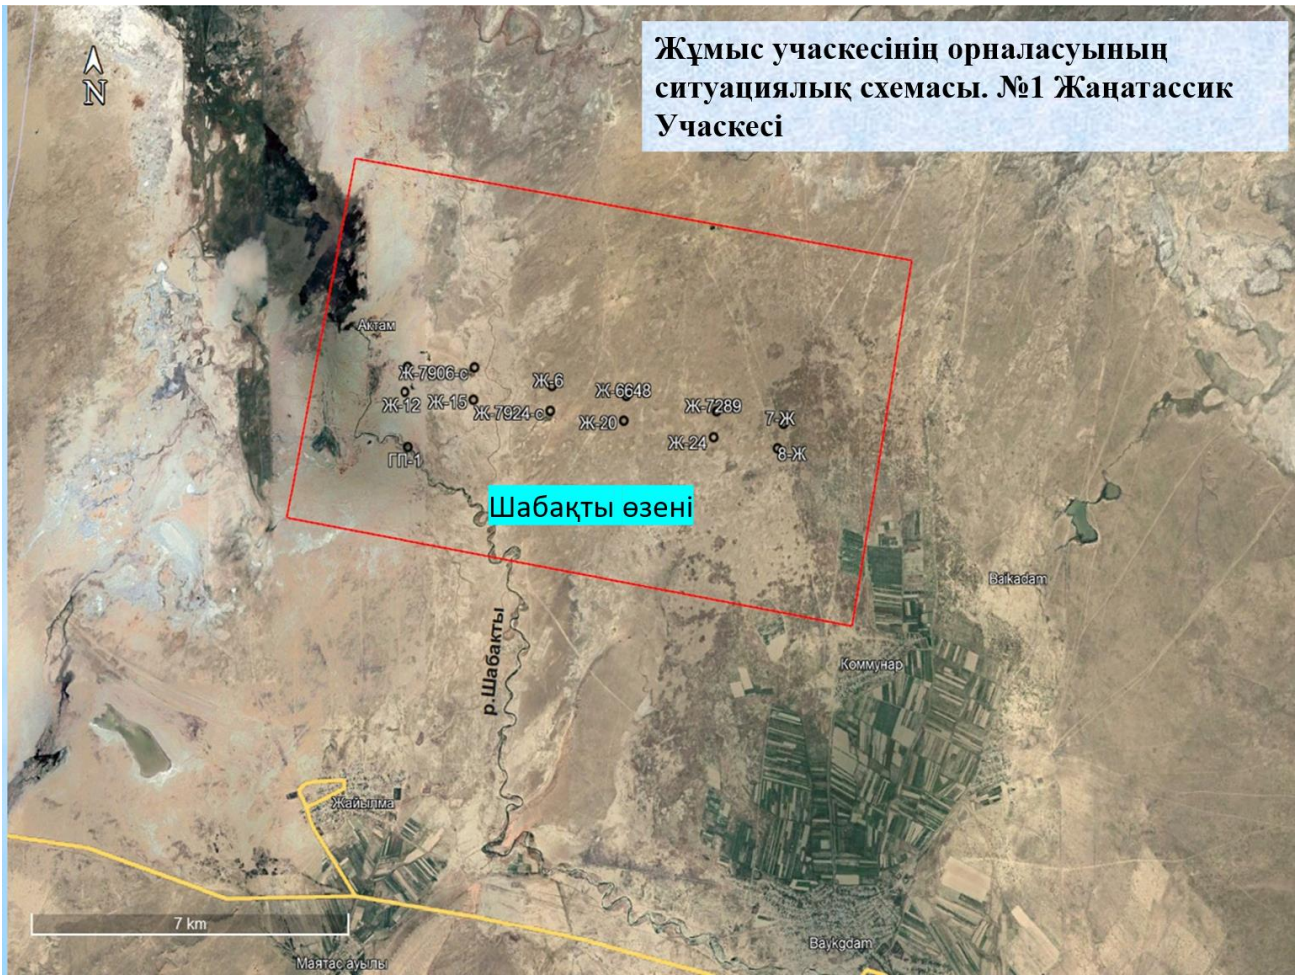 Жұмыс учаскесінің орналасуының
ситуациялық схемасы. №1 Жаңатассик
Учаскесі
N
Актам
Ж-7906-с
Ж-6
Ж-6648
Ж-12
Ж-15
Ж-7924-с
Ж-20
Ж-7289
7-Ж
Ж-24
8-Ж
ГП-1
Шабақты өзені
Baikadam
р.Шабакты
Коммунар
Жайылма
7 km
Baykgdam
Маятас ауылы